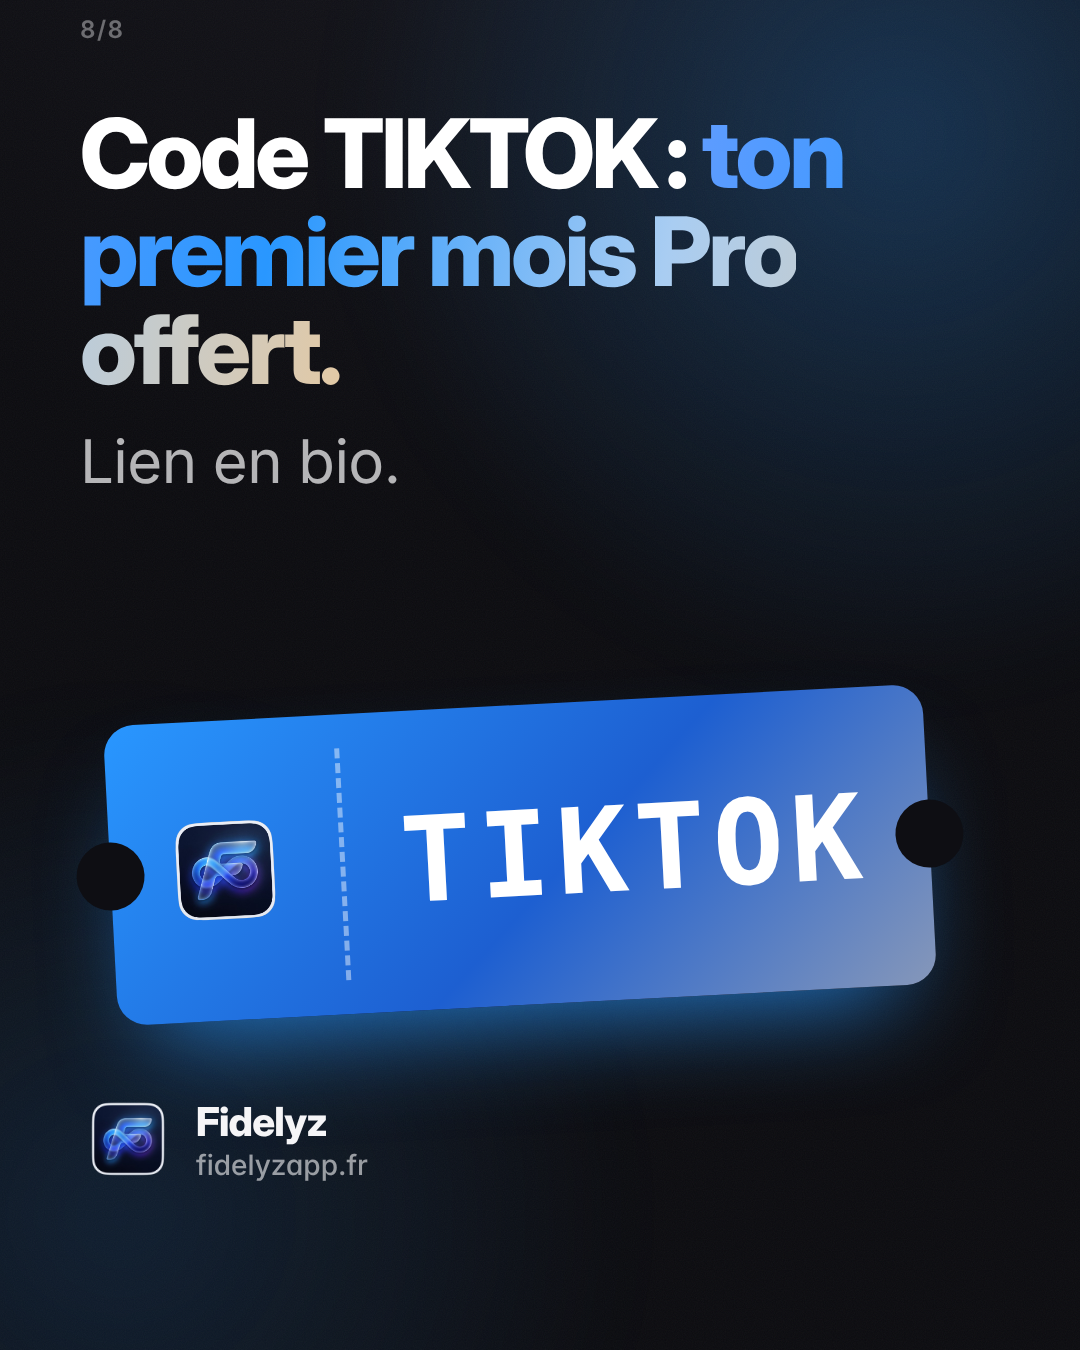 8/8
Code TIKTOK : ton
premier mois Pro
offert.
Lien en bio.
TIKTOK
Fidelyz
fidelyzapp.fr